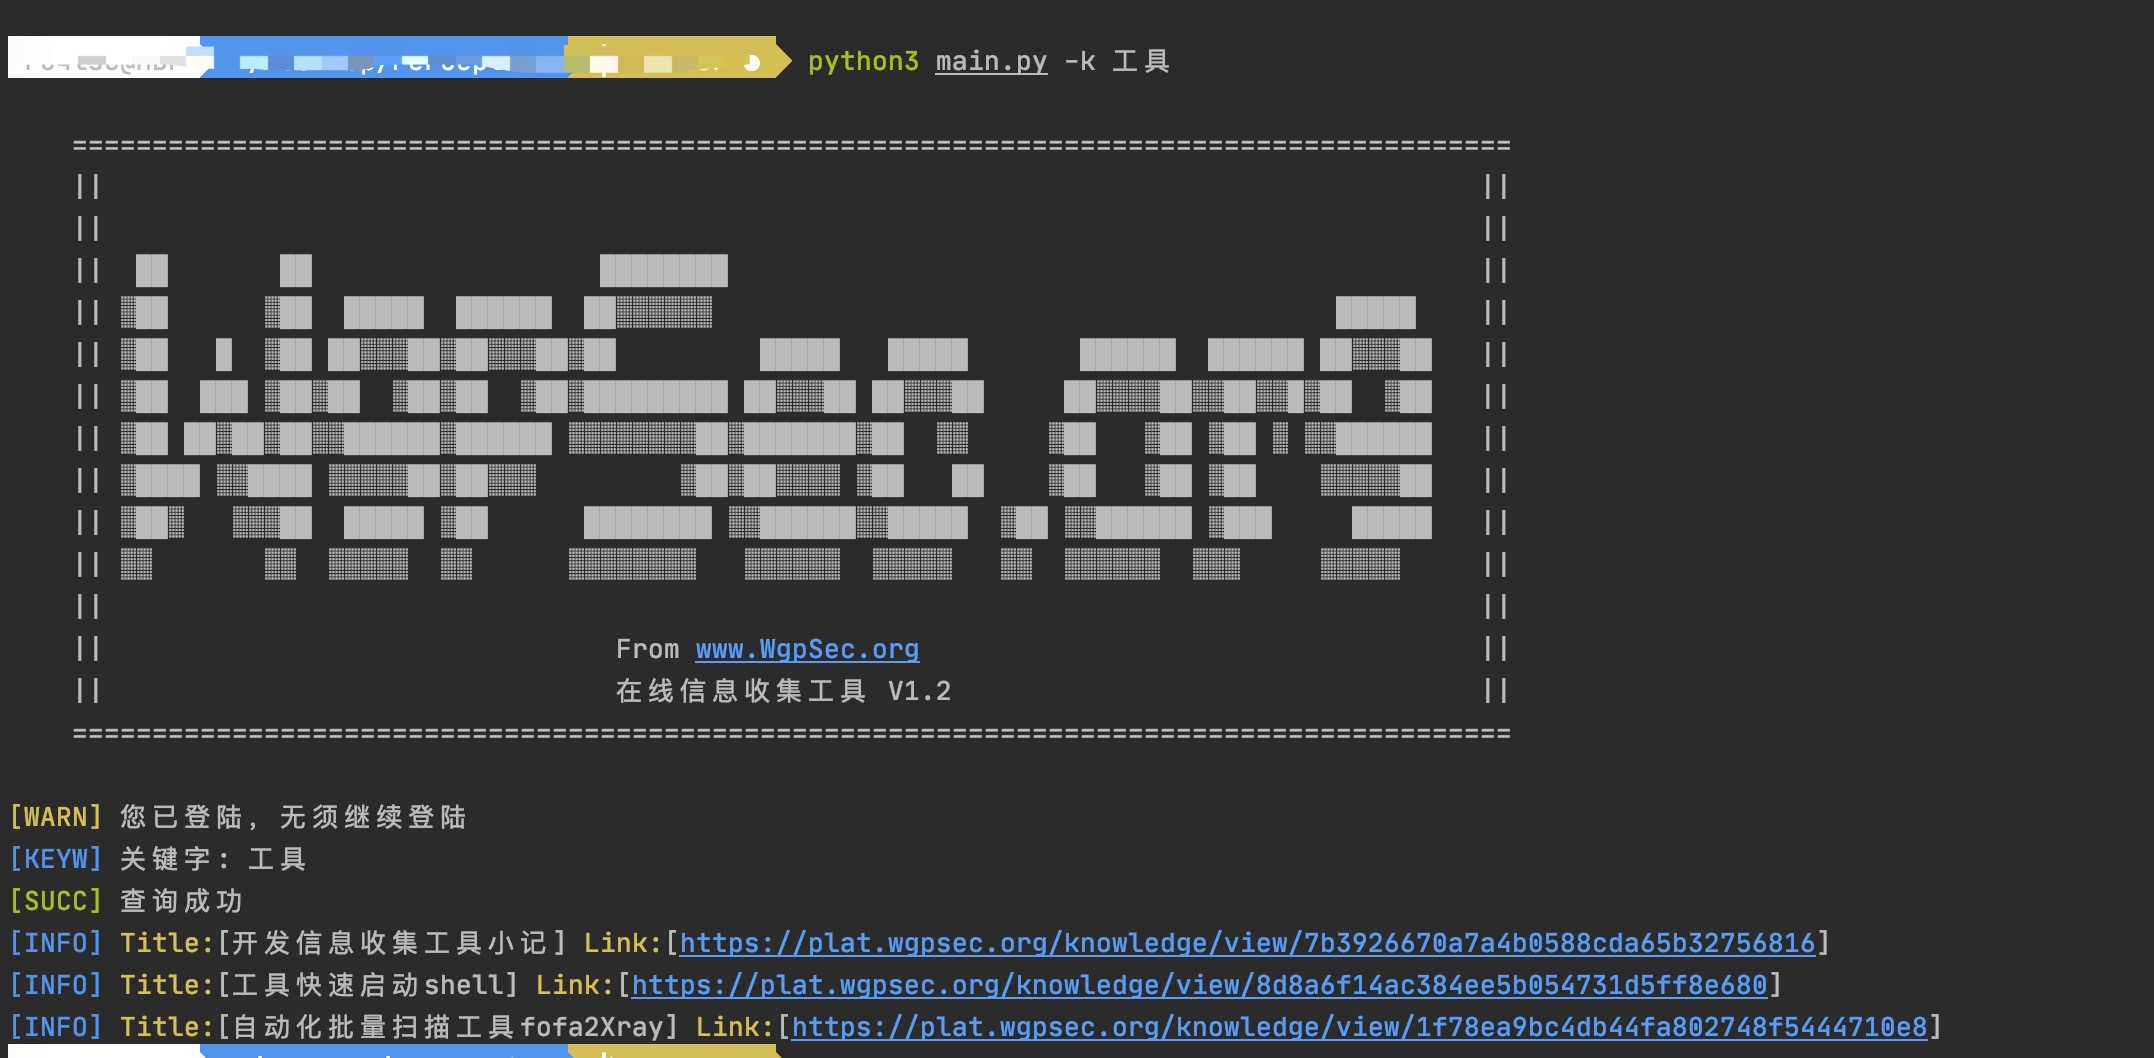 python3 main.py -k 工具
From www.WgpSec.org
在线信息收集工具 V1.2
[WARN] 您已登陆, 无须继续登陆
[KEYW] 关键字: 工具
[SUCC] 查询成功
[INFO] Title:[开发信息收集工具小记] Link:[https://plat.wgpsec.org/knowledge/view/7b3926670a7a4b0588cda65b32756816]
[INFO] Title:[工具快速启动shell] Link:[https://plat.wgpsec.org/knowledge/view/8d8a6f14ac384ee5b054731d5ff8e680]
[INFO] Title:[自动化批量扫描工具fofa2Xray] Link:[https://plat.wgpsec.org/knowledge/view/1f78ea9bc4db44fa802748f5444710e8]